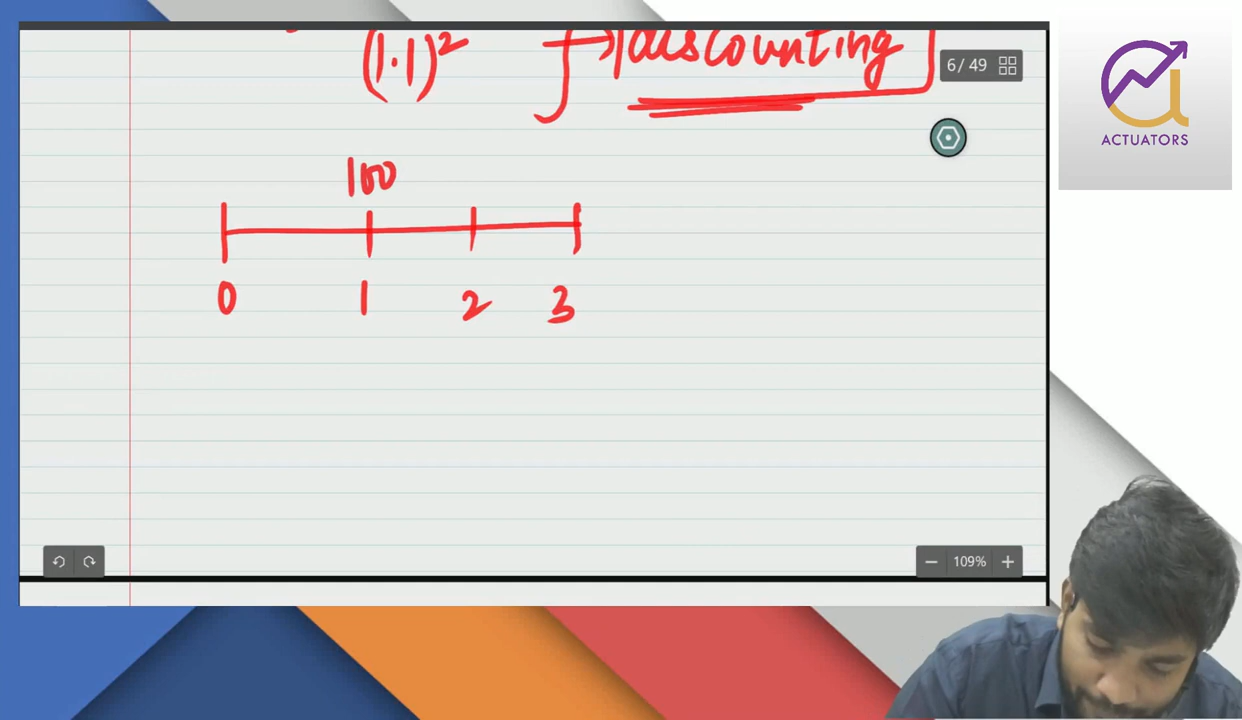 (1.1)² → discounting
6 / 49
ACTUATORS
100
0 1 2 3
109%